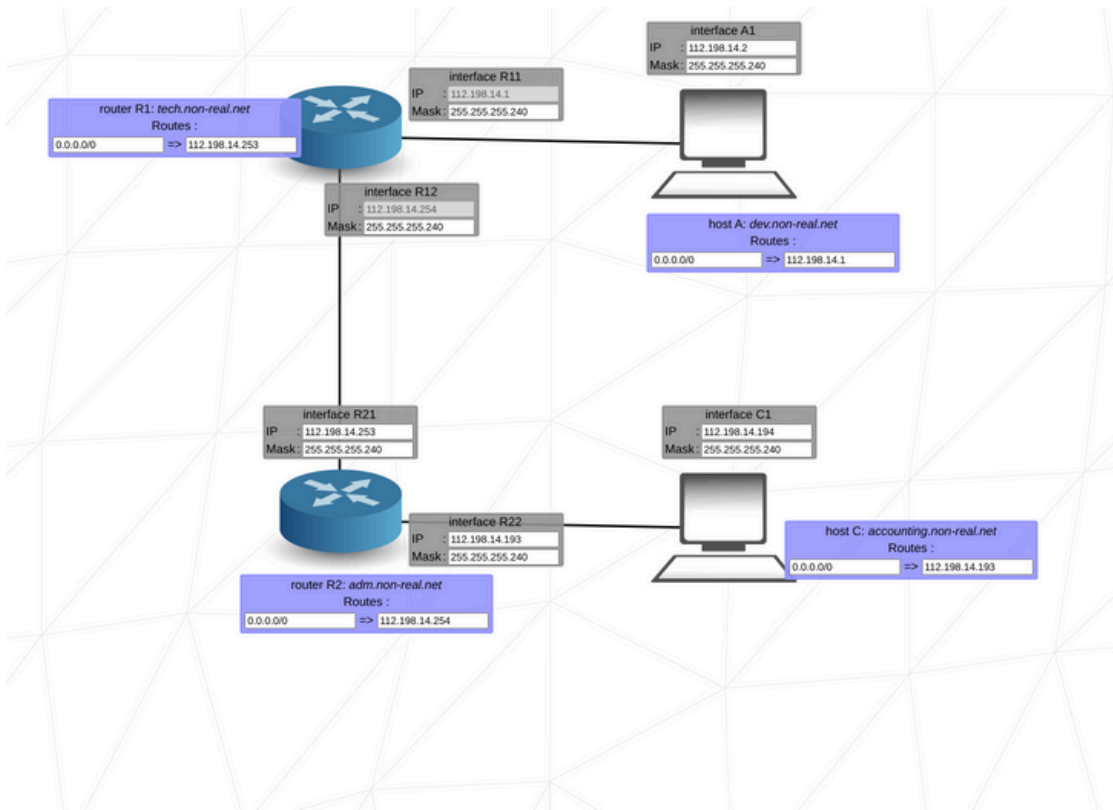 interface A1
IP : 112.198.14.2
Mask : 255.255.255.240
interface R11
IP : 112.198.14.1
Mask : 255.255.255.240
router R1: tech.non-real.net
Routes :
0.0.0.0/0 => 112.198.14.253
interface R12
IP : 112.198.14.254
Mask : 255.255.255.240
host A: dev.non-real.net
Routes :
0.0.0.0/0 => 112.198.14.1
interface R21
IP : 112.198.14.253
Mask : 255.255.255.240
interface C1
IP : 112.198.14.194
Mask : 255.255.255.240
interface R22
IP : 112.198.14.193
Mask : 255.255.255.240
host C: accounting.non-real.net
Routes :
0.0.0.0/0 => 112.198.14.193
router R2: adm.non-real.net
Routes :
0.0.0.0/0 => 112.198.14.254